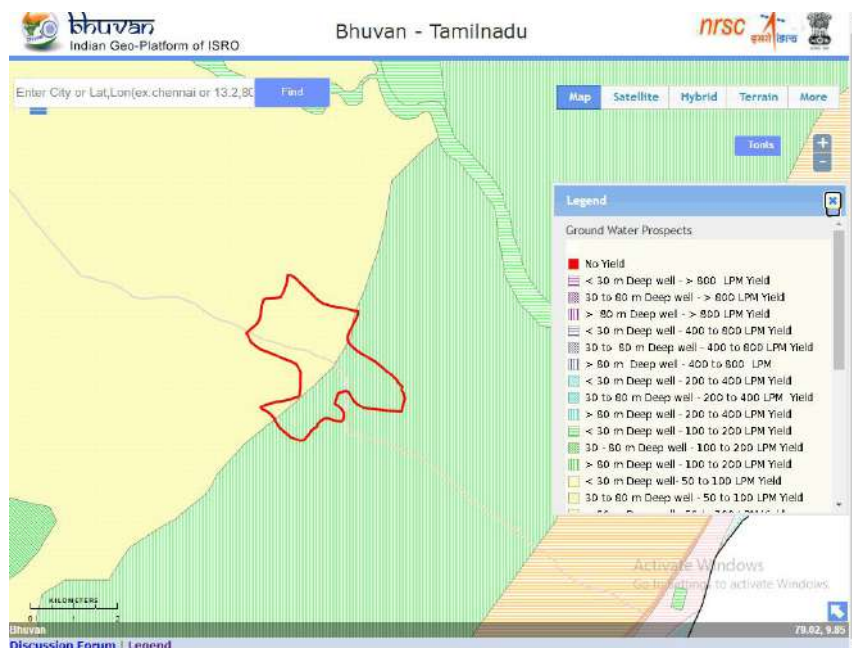 bhuvan
Indian Geo-Platform of ISRO
Bhuvan - Tamilnadu
nrsc
इसरो isro
Enter City or Lat,Lon(ex.chennai or 13.2,80
Find
Map Satellite Hybrid Terrain More
Tools
+
-
Legend
Ground Water Prospects
No Yield
< 30 m Deep well - > 800 LPM Yield
30 to 80 m Deep well - > 800 LPM Yield
> 80 m Deep well - > 800 LPM Yield
< 30 m Deep well - 400 to 800 LPM Yield
30 to 80 m Deep well - 400 to 800 LPM Yield
> 80 m Deep well - 400 to 800 LPM
< 30 m Deep well - 200 to 400 LPM Yield
30 to 80 m Deep well - 200 to 400 LPM Yield
> 80 m Deep well - 200 to 400 LPM Yield
< 30 m Deep well - 100 to 200 LPM Yield
30 - 80 m Deep well - 100 to 200 LPM Yield
> 80 m Deep well - 100 to 200 LPM Yield
< 30 m Deep well- 50 to 100 LPM Yield
30 to 80 m Deep well - 50 to 100 LPM Yield
Activate Windows
Go to Settings to activate Windows.
KILOMETERS
0 1 2
Bhuvan
79.02, 9.85
Discussion Forum | Legend